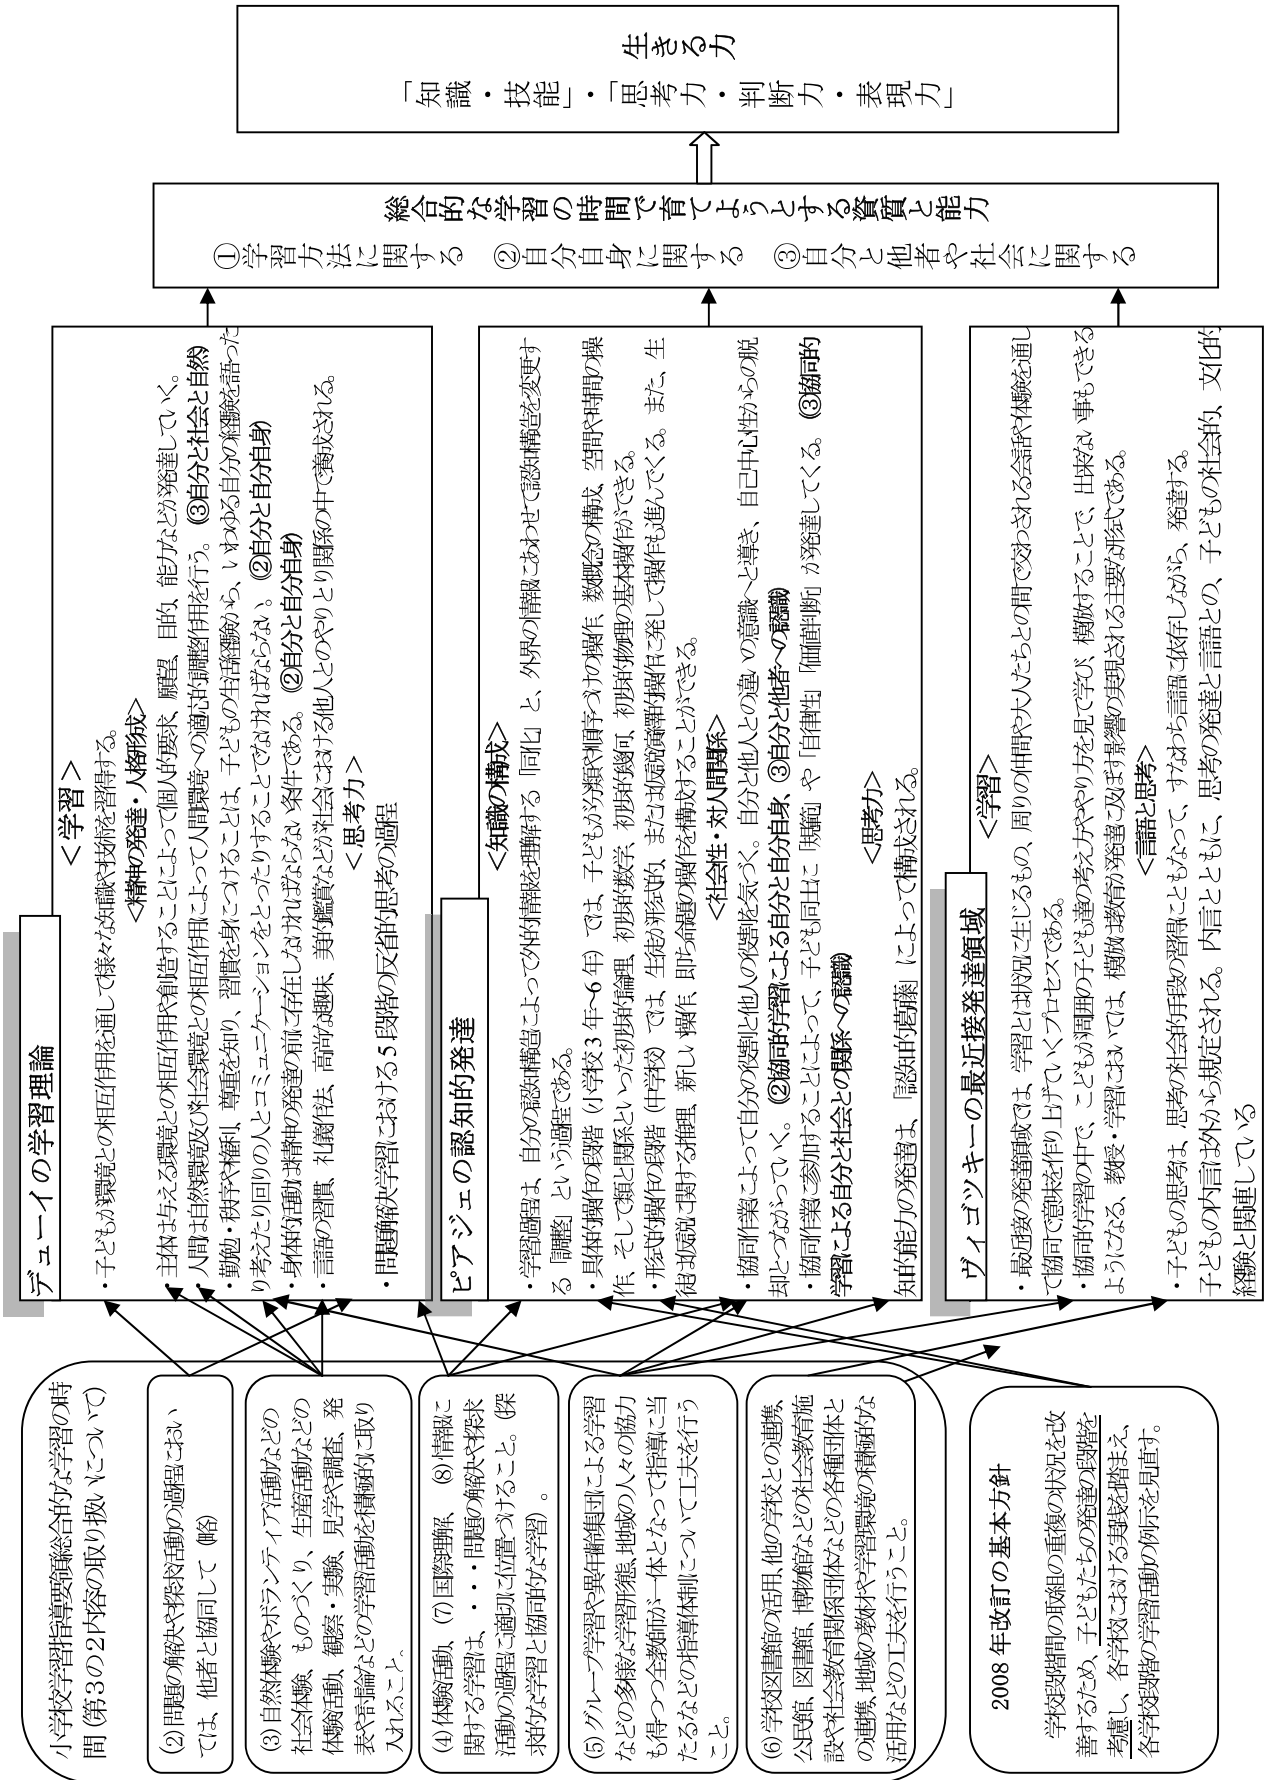 小学校学習指導要領総合的な学習の時
間（第３の２内容の取り扱いについて）
(2)問題の解決や探求活動の過程におい
ては、他者と協同して（略）
(3)自然体験やボランティア活動などの
社会体験、ものづくり、生産活動などの
体験活動、観察・実験、見学や調査、発
表や討論などの学習活動を積極的に取り
入れること。
(4)体験活動、(7)国際理解、(8)情報に
関する学習は、・・・問題の解決や探求
活動の過程に適切に位置づけること。（探
求的な学習と協同的な学習）。
(5)グループ学習や異年齢集団による学習
などの多様な学習形態、地域の人々の協力
も得つつ全教師が一体となって指導に当
たるなどの指導体制について工夫を行う
こと。
(6)学校図書館の活用、他の学校との連携、
公民館、図書館、博物館などの社会教育施
設や社会教育関係団体などの各種団体と
の連携、地域の教材や学習環境の積極的な
活用などの工夫を行うこと。
2008 年改訂の基本方針
学校段階間の取組の重複の状況を改
善するため、子どもたちの発達の段階を
考慮し、各学校における実践を踏まえ、
各学校段階の学習活動の例示を見直す。
デューイの学習理論
＜学習＞
・子どもが環境との相互作用を通して様々な知識や技術を習得する。
＜精神の発達・人格形成＞
主体は与える環境との相互作用や創造することによって個人的要求、願望、目的、能力などが発達していく。
・人間は自然環境及び社会環境との相互作用によって人間環境への適応的調整作用を行う。（③自分と社会と自然）
・勤勉・秩序や権利、尊重を知り、習慣を身につけることは、子どもの生活経験から、いわゆる自分の経験を語った
り考えたり回りの人とコミュニケーションをとったりすることでなければならない。（②自分と自分自身）
・身体的活動は精神の発達の前に存在しなければならない条件である。（②自分と自分自身）
・言語の習慣、礼儀作法、高尚な趣味、美的鑑賞などが社会における他人とのやりとり関係の中で養成される。
＜思考力＞
・問題解決学習における５段階の反省的思考の過程
ピアジェの認知的発達
＜知識の構成＞
・学習過程は、自分の認知構造によって外的情報を理解する「同化」と、外界の情報にあわせて認知構造を変更す
る「調整」という過程である。
・具体的操作の段階（小学校３年～６年）では、子どもが分類や順序づけの操作、数概念の構成、空間や時間の操
作、そして類と関係といった初歩的論理、初歩的数学、初歩的幾何、初歩的物理の基本操作ができる。
・形式的操作の段階（中学校）では、生徒が形式的、または仮説演繹的操作に発して操作も進んでくる。また、生
徒は仮説に関する推理、新しい操作、即ち命題の操作を構成することができる。
＜社会性・対人間関係＞
・協同作業によって自分の役割と他人の役割を気づく。自分と他人との違いの意識へと導き、自己中心性からの脱
却とつながっていく。（②協同的学習による自分と自分自身、③自分と他者への認識）
・協同作業に参加することによって、子ども同士に「規範」や「自律性」「価値判断」が発達してくる。（③協同的
学習による自分と社会との関係への認識）
＜思考力＞
知的能力の発達は、「認知的葛藤」によって構成される。
ヴィゴツキーの最近接発達領域
＜学習＞
・最近接の発達領域では、学習とは状況に生じるもの、周りの仲間や大人たちとの間で交わされる会話や体験を通し
て協同で意味を作り上げていくプロセスである。
・協同的学習の中で、こどもが周囲の子ども達の考え方ややり方を見て学び、模倣することで、出来ない事もできる
ようになる、教授・学習においては、模倣は教育が発達に及ぼす影響の実現される主要な形式である。
＜言語と思考＞
・子どもの思考は、思考の社会的手段の習得にともなって、すなわち言語に依存しながら、発達する。
子どもの内言は外から規定される。内言とともに、思考の発達と言語との、子どもの社会的、文化的
経験と関連している
総合的な学習の時間で育てようとする資質と能力
①学習方法に関する　②自分自身に関する　③自分と他者や社会に関する
生きる力
「知識・技能」・「思考力・判断力・表現力」